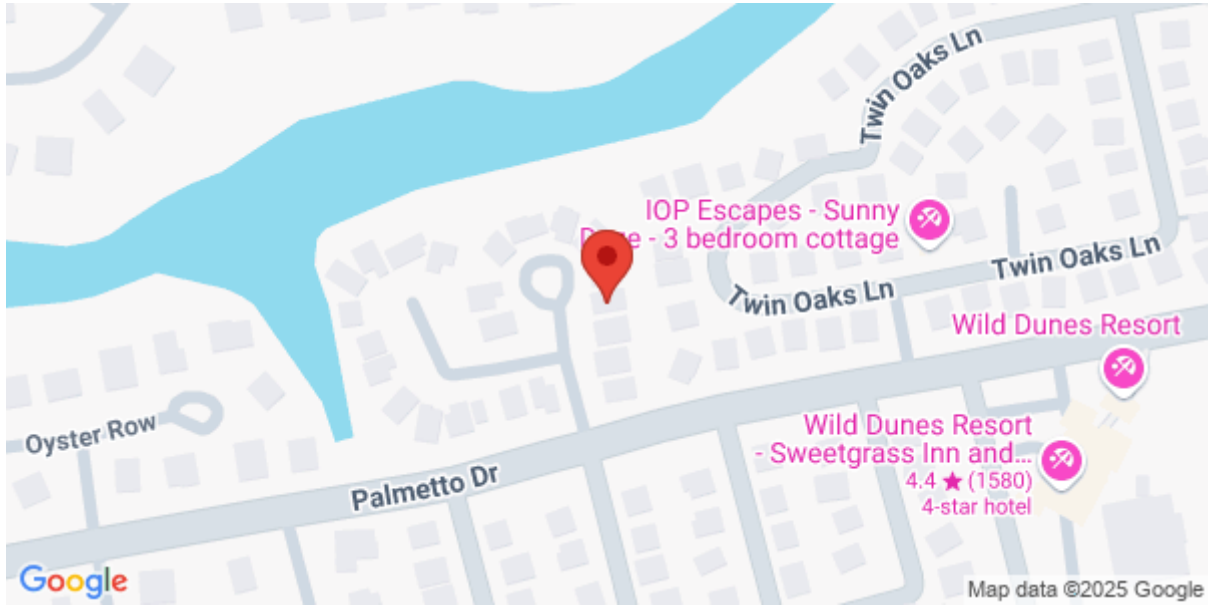 Twin Oaks Ln
IOP Escapes - Sunny
- 3 bedroom cottage
Twin Oaks Ln
Twin Oaks Ln
Wild Dunes Resort
Wild Dunes Resort
- Sweetgrass Inn and...
4.4 ★ (1580)
4-star hotel
Oyster Row
Palmetto Dr
Google
Map data ©2025 Google